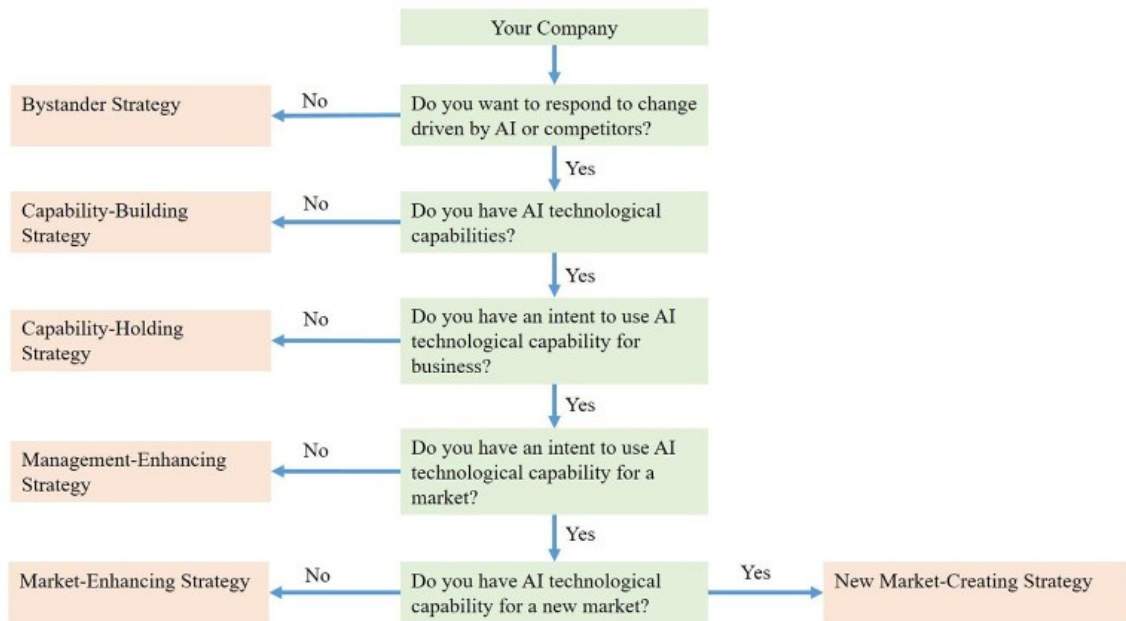 Your Company
Bystander Strategy
No
Do you want to respond to change
driven by AI or competitors?
Yes
Capability-Building
Strategy
No
Do you have AI technological
capabilities?
Yes
Capability-Holding
Strategy
No
Do you have an intent to use AI
technological capability for
business?
Yes
Management-Enhancing
Strategy
No
Do you have an intent to use AI
technological capability for a
market?
Yes
Market-Enhancing Strategy
No
Do you have AI technological
capability for a new market?
Yes
New Market-Creating Strategy